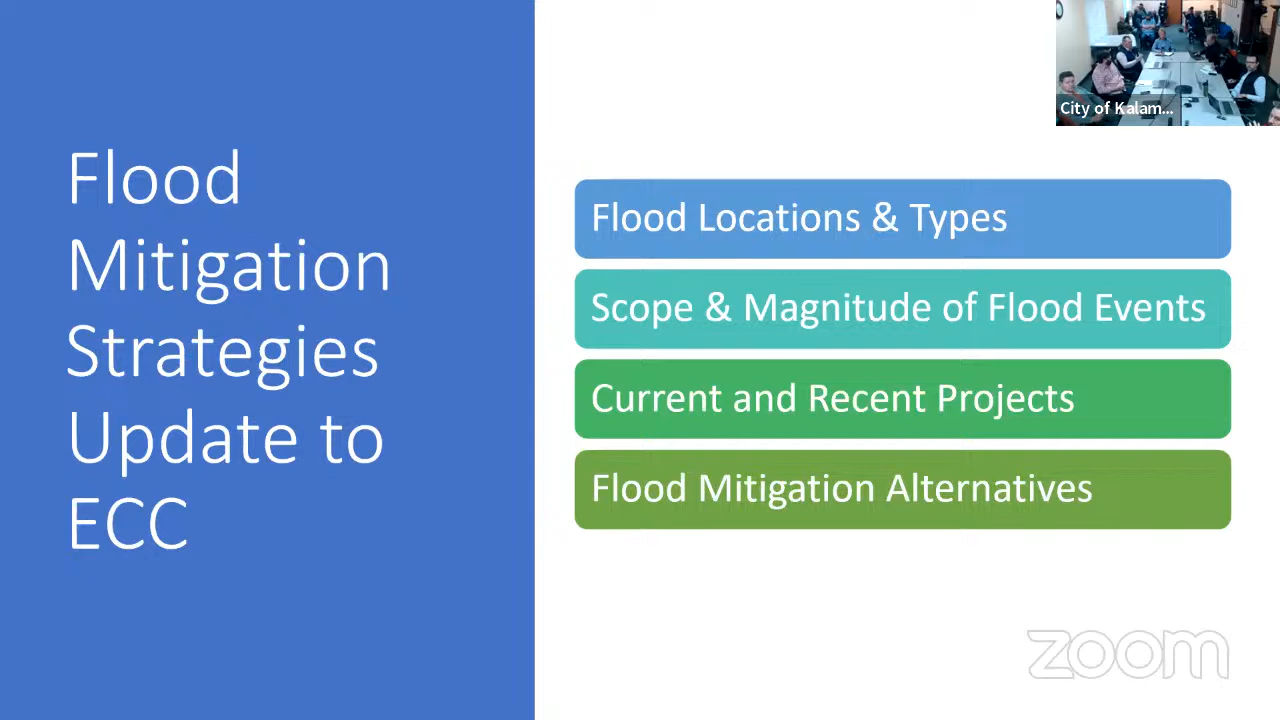 City of Kalam...
Flood
Mitigation
Strategies
Update to
ECC
Flood Locations & Types
Scope & Magnitude of Flood Events
Current and Recent Projects
Flood Mitigation Alternatives
zoom